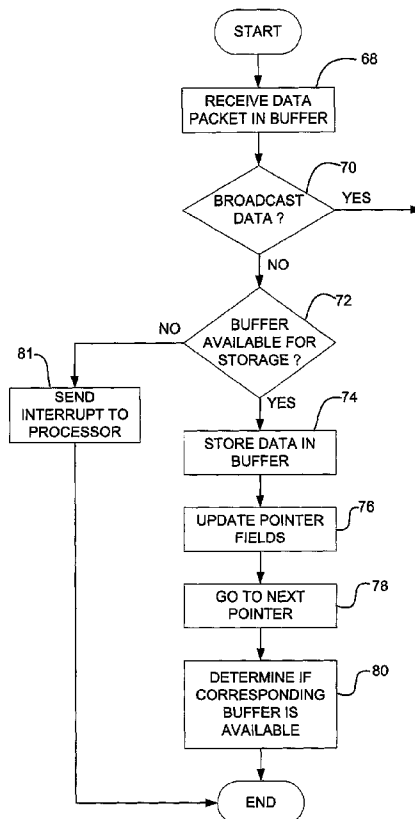 START
68
RECEIVE DATA
PACKET IN BUFFER
70
BROADCAST
DATA ?
YES
NO
72
BUFFER
AVAILABLE FOR
STORAGE ?
NO
YES
81
SEND
INTERRUPT TO
PROCESSOR
74
STORE DATA IN
BUFFER
76
UPDATE POINTER
FIELDS
78
GO TO NEXT
POINTER
80
DETERMINE IF
CORRESPONDING
BUFFER IS
AVAILABLE
END